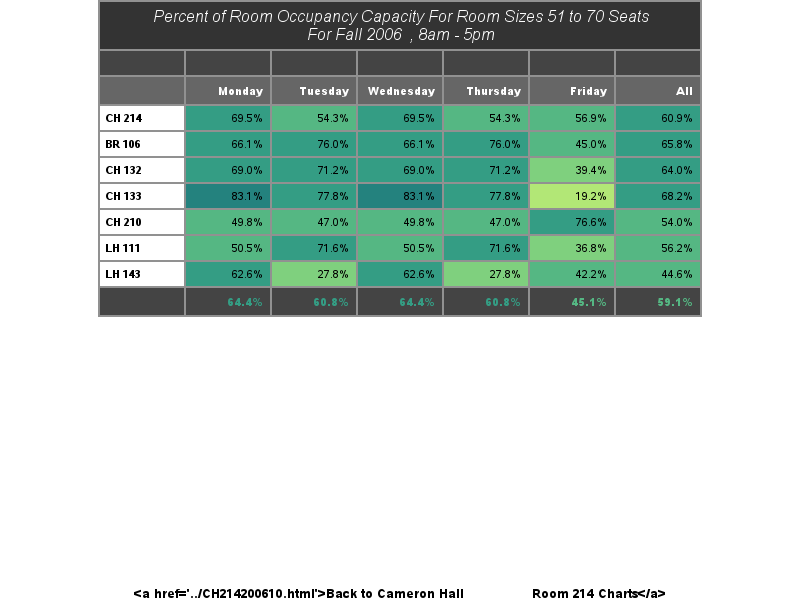 Percent of Room Occupancy Capacity For Room Sizes 51 to 70 Seats
For Fall 2006 , 8am - 5pm
Monday Tuesday Wednesday Thursday Friday All
CH 214 69.5% 54.3% 69.5% 54.3% 56.9% 60.9%
BR 106 66.1% 76.0% 66.1% 76.0% 45.0% 65.8%
CH 132 69.0% 71.2% 69.0% 71.2% 39.4% 64.0%
CH 133 83.1% 77.8% 83.1% 77.8% 19.2% 68.2%
CH 210 49.8% 47.0% 49.8% 47.0% 76.6% 54.0%
LH 111 50.5% 71.6% 50.5% 71.6% 36.8% 56.2%
LH 143 62.6% 27.8% 62.6% 27.8% 42.2% 44.6%
64.4% 60.8% 64.4% 60.8% 45.1% 59.1%
<a href='../CH214200610.html'>Back to Cameron Hall Room 214 Charts</a>